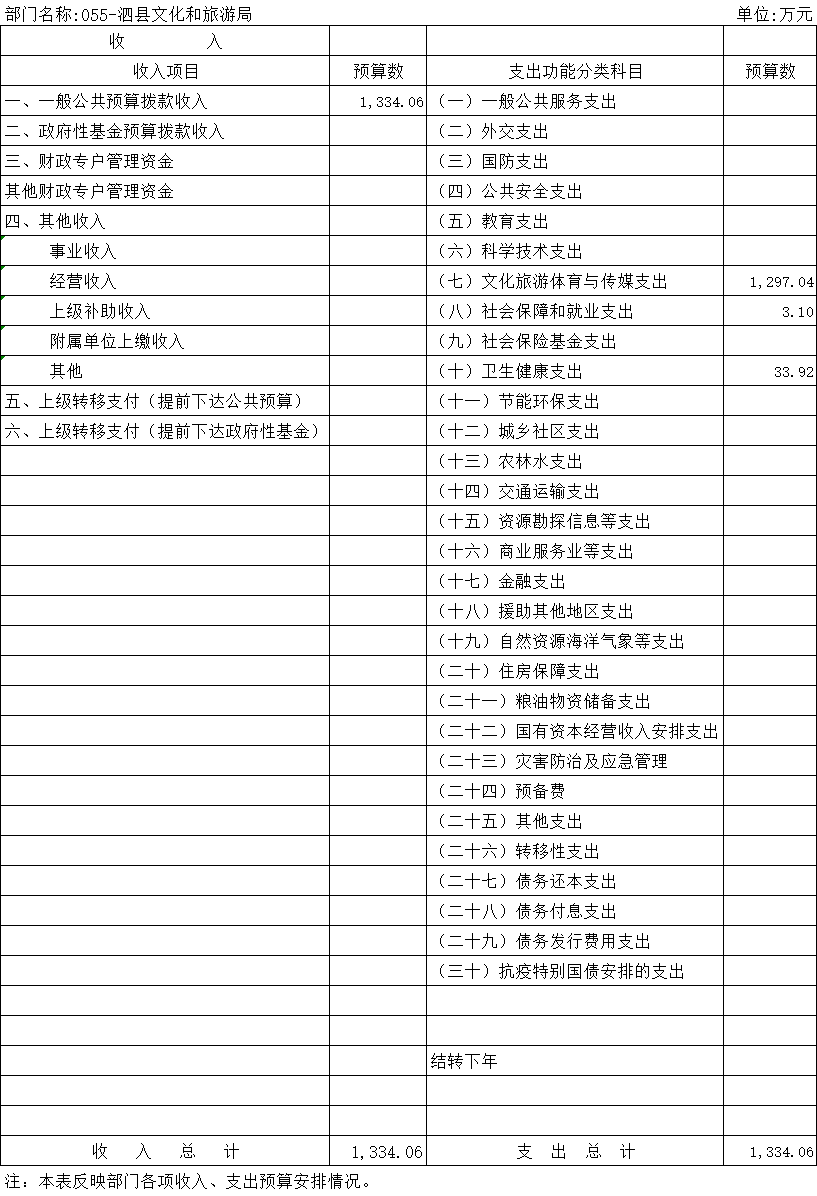 部门名称:055-泗县文化和旅游局 单位:万元
收 入
收入项目 预算数 支出功能分类科目 预算数
一、一般公共预算拨款收入 1,334.06 （一）一般公共服务支出
二、政府性基金预算拨款收入 （二）外交支出
三、财政专户管理资金 （三）国防支出
其他财政专户管理资金 （四）公共安全支出
四、其他收入 （五）教育支出
事业收入 （六）科学技术支出
经营收入 （七）文化旅游体育与传媒支出 1,297.04
上级补助收入 （八）社会保障和就业支出 3.10
附属单位上缴收入 （九）社会保险基金支出
其他 （十）卫生健康支出 33.92
五、上级转移支付（提前下达公共预算） （十一）节能环保支出
六、上级转移支付（提前下达政府性基金） （十二）城乡社区支出
（十三）农林水支出
（十四）交通运输支出
（十五）资源勘探信息等支出
（十六）商业服务业等支出
（十七）金融支出
（十八）援助其他地区支出
（十九）自然资源海洋气象等支出
（二十）住房保障支出
（二十一）粮油物资储备支出
（二十二）国有资本经营收入安排支出
（二十三）灾害防治及应急管理
（二十四）预备费
（二十五）其他支出
（二十六）转移性支出
（二十七）债务还本支出
（二十八）债务付息支出
（二十九）债务发行费用支出
（三十）抗疫特别国债安排的支出
结转下年
收 入 总 计 1,334.06 支 出 总 计 1,334.06
注：本表反映部门各项收入、支出预算安排情况。